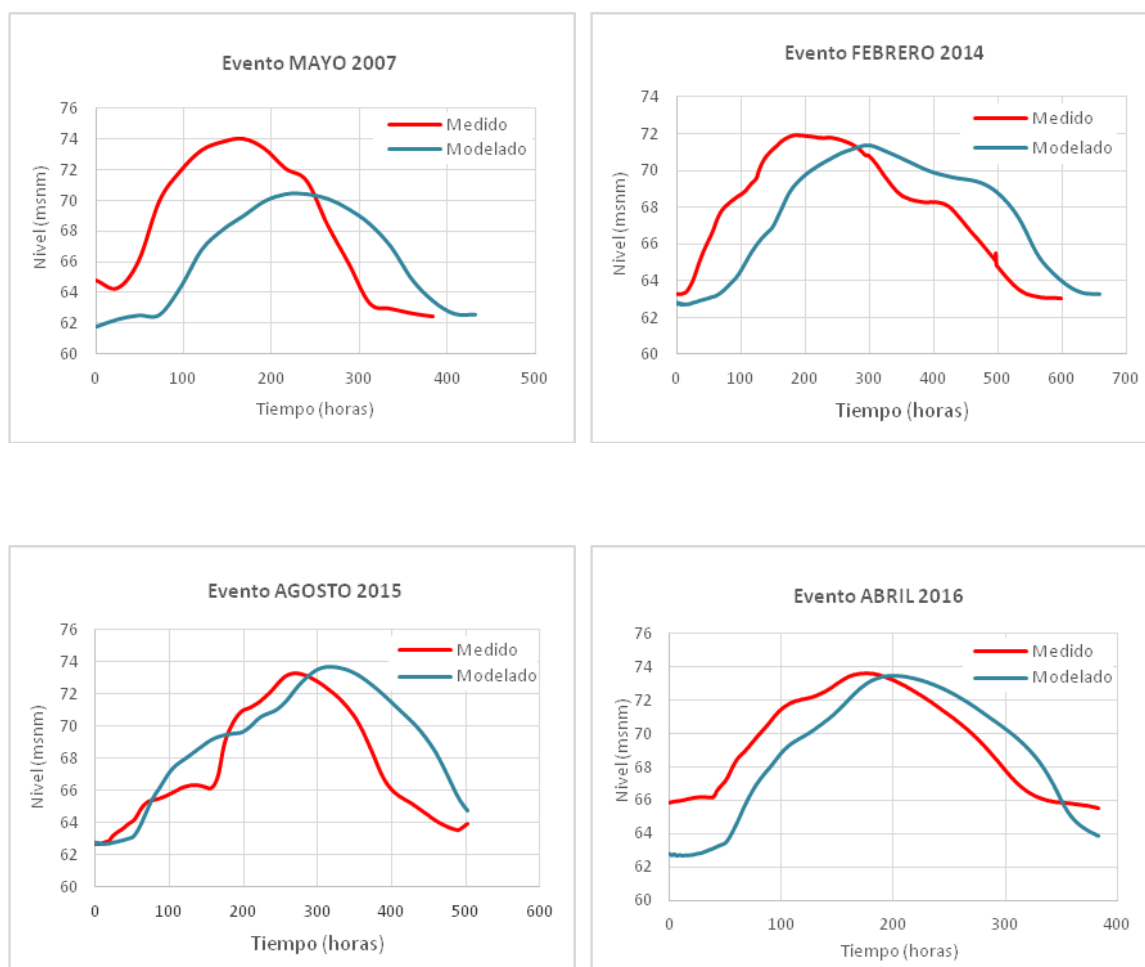 Evento MAYO 2007
Nivel (msnm)
76
74
72
70
68
66
64
62
60
Medido
Modelado
0 100 200 300 400 500
Tiempo (horas)
Evento FEBRERO 2014
Nivel (msnm)
74
72
70
68
66
64
62
60
Medido
Modelado
0 100 200 300 400 500 600 700
Tiempo (horas)
Evento AGOSTO 2015
Nivel (msnm)
76
74
72
70
68
66
64
62
60
Medido
Modelado
0 100 200 300 400 500 600
Tiempo (horas)
Evento ABRIL 2016
Nivel (msnm)
76
74
72
70
68
66
64
62
60
Medido
Modelado
0 100 200 300 400
Tiempo (horas)